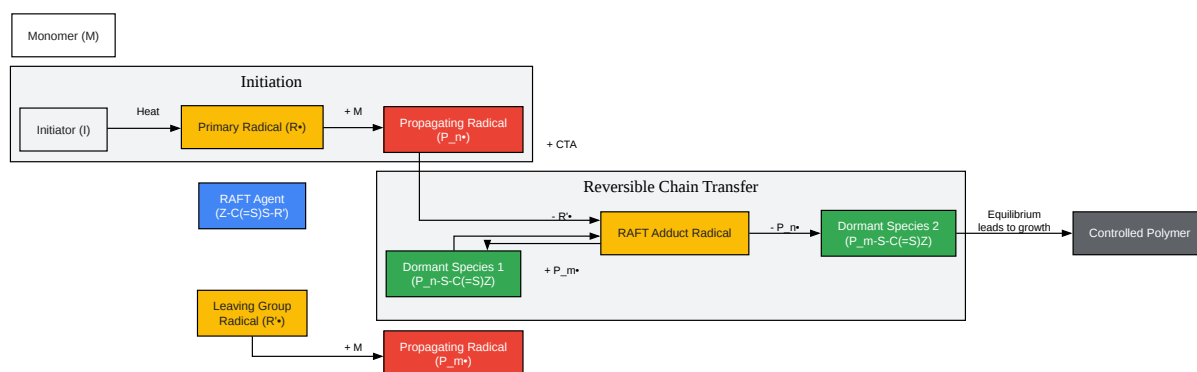 Monomer (M)
Initiation
Initiator (I)
Heat
Primary Radical (R•)
+ M
Propagating Radical
(P_n•)
+ CTA
RAFT Agent
(Z-C(=S)S-R')
Reversible Chain Transfer
- R'•
RAFT Adduct Radical
- P_n•
Dormant Species 2
(P_m-S-C(=S)Z)
Equilibrium
leads to growth
Controlled Polymer
Dormant Species 1
(P_n-S-C(=S)Z)
+ P_m•
Leaving Group
Radical (R'•)
+ M
Propagating Radical
(P_m•)